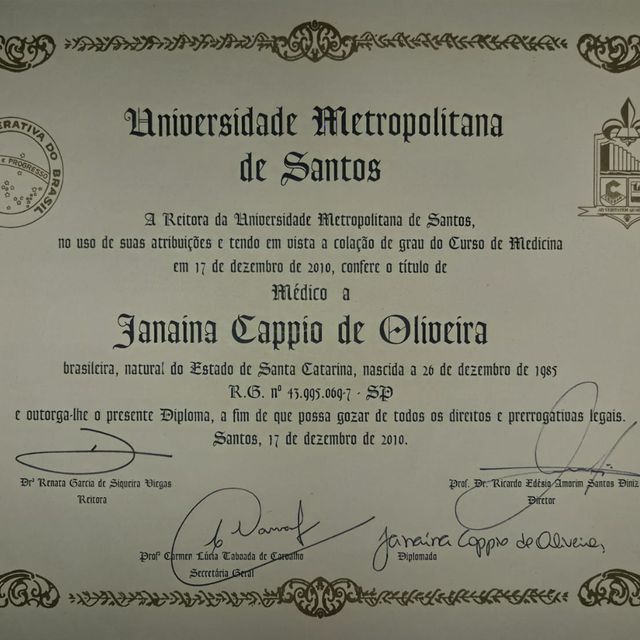 ERATIVA DO BRASIL
E PROGRESSO
Universidade Metropolitana
de Santos
A Reitora da Universidade Metropolitana de Santos,
no uso de suas atribuições e tendo em vista a colação de grau do Curso de Medicina
em 17 de dezembro de 2010, confere o título de
Médico a
Janaina Cappio de Oliveira
brasileira, natural do Estado de Santa Catarina, nascida a 26 de dezembro de 1985
R.G. nº 43.995.069-7 - SP
e outorga-lhe o presente Diploma, a fim de que possa gozar de todos os direitos e prerrogativas legais.
Santos, 17 de dezembro de 2010.
Drª Renata Garcia de Siqueira Viegas
Reitora
Prof. Dr. Ricardo Edésio Amorim Santos Diniz
Diretor
Profª Carmen Lúcia Taboada de Carvalho
Secretária Geral
Janaina Cappio de Oliveira
Diplomado